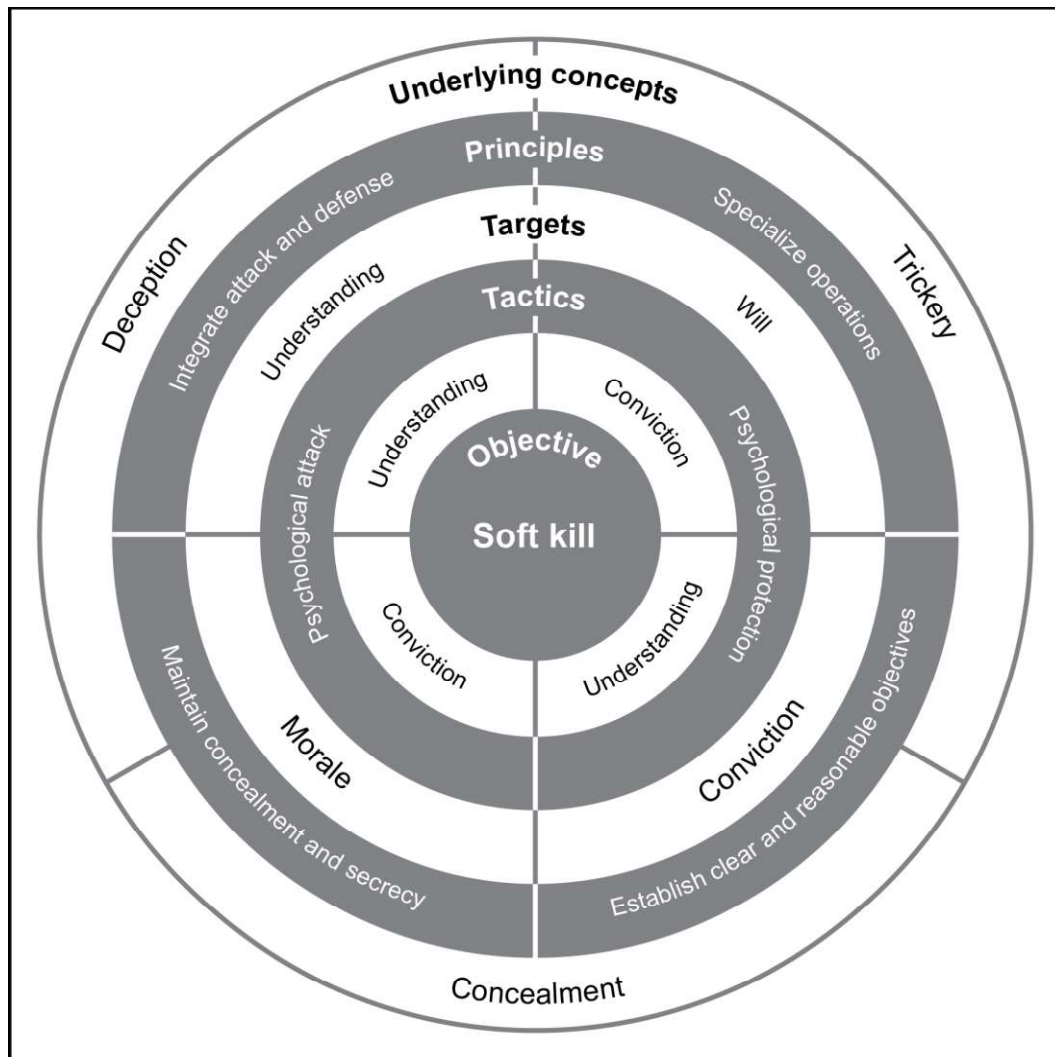 Underlying concepts
Deception
Trickery
Concealment
Principles
Integrate attack and defense
Specialize operations
Maintain concealment and secrecy
Establish clear and reasonable objectives
Targets
Understanding
Will
Morale
Conviction
Tactics
Psychological attack
Psychological protection
Understanding
Conviction
Conviction
Understanding
Objective
Soft kill